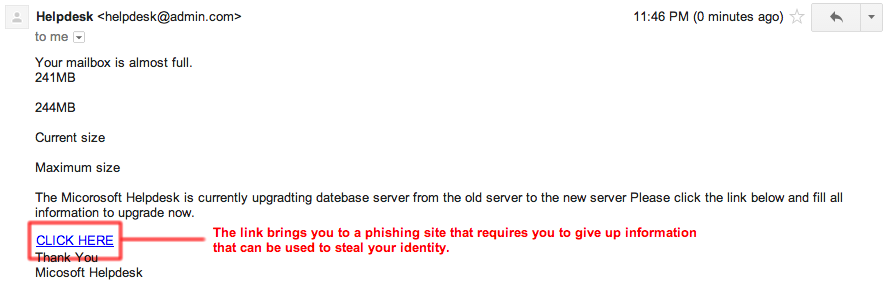 Helpdesk <helpdesk@admin.com> 11:46 PM (0 minutes ago)
to me
Your mailbox is almost full.
241MB
244MB
Current size
Maximum size
The Micorosoft Helpdesk is currently upgradting datebase server from the old server to the new server Please click the link below and fill all
information to upgrade now.
CLICK HERE
The link brings you to a phishing site that requires you to give up information
that can be used to steal your identity.
Thank You
Micosoft Helpdesk